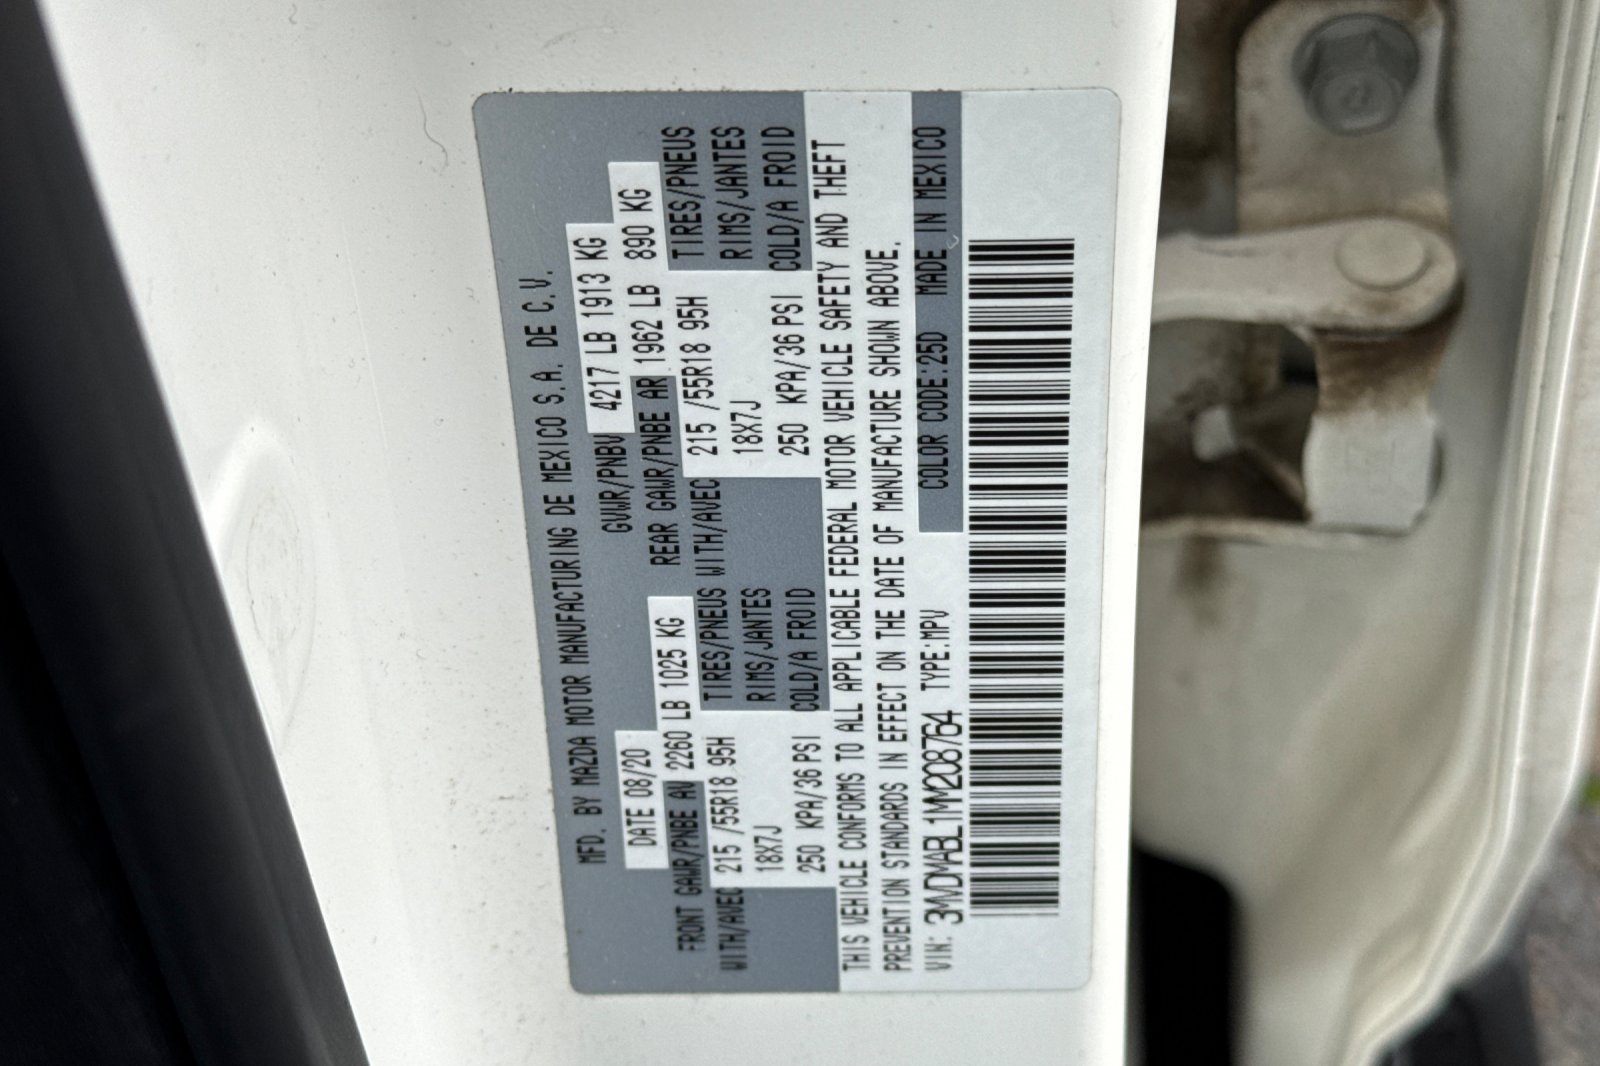 MFD. BY MAZDA MOTOR MANUFACTURING DE MEXICO S.A. DE C.V.
DATE 08/20 GVWR/PNBV 4217 LB 1913 KG
FRONT GAWR/PNBE AV 2260 LB 1025 KG REAR GAWR/PNBE AR 1962 LB 890 KG
WITH/AVEC 215 /55R18 95H TIRES/PNEUS WITH/AVEC 215 /55R18 95H TIRES/PNEUS
18X7J RIMS/JANTES 18X7J RIMS/JANTES
250 KPA/36 PSI COLD/A FROID 250 KPA/36 PSI COLD/A FROID
THIS VEHICLE CONFORMS TO ALL APPLICABLE FEDERAL MOTOR VEHICLE SAFETY AND THEFT
PREVENTION STANDARDS IN EFFECT ON THE DATE OF MANUFACTURE SHOWN ABOVE.
VIN: 3MVDMABL1MM208764 TYPE:MPV COLOR CODE:25D MADE IN MEXICO